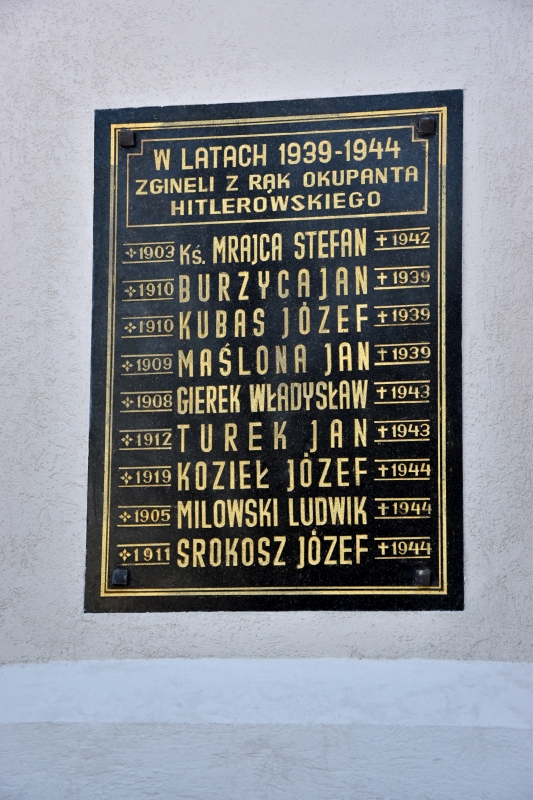 W LATACH 1939-1944
ZGINELI Z RĄK OKUPANTA
HITLEROWSKIEGO
1903 Kś. MRAJCA STEFAN †1942
1910 BURZYCA JAN †1939
1910 KUBAS JÓZEF †1939
1909 MAŚLONA JAN †1939
1908 GIEREK WŁADYSŁAW †1943
1912 TUREK JAN †1943
1919 KOZIEŁ JÓZEF †1944
1905 MILOWSKI LUDWIK †1944
1911 SROKOSZ JÓZEF †1944